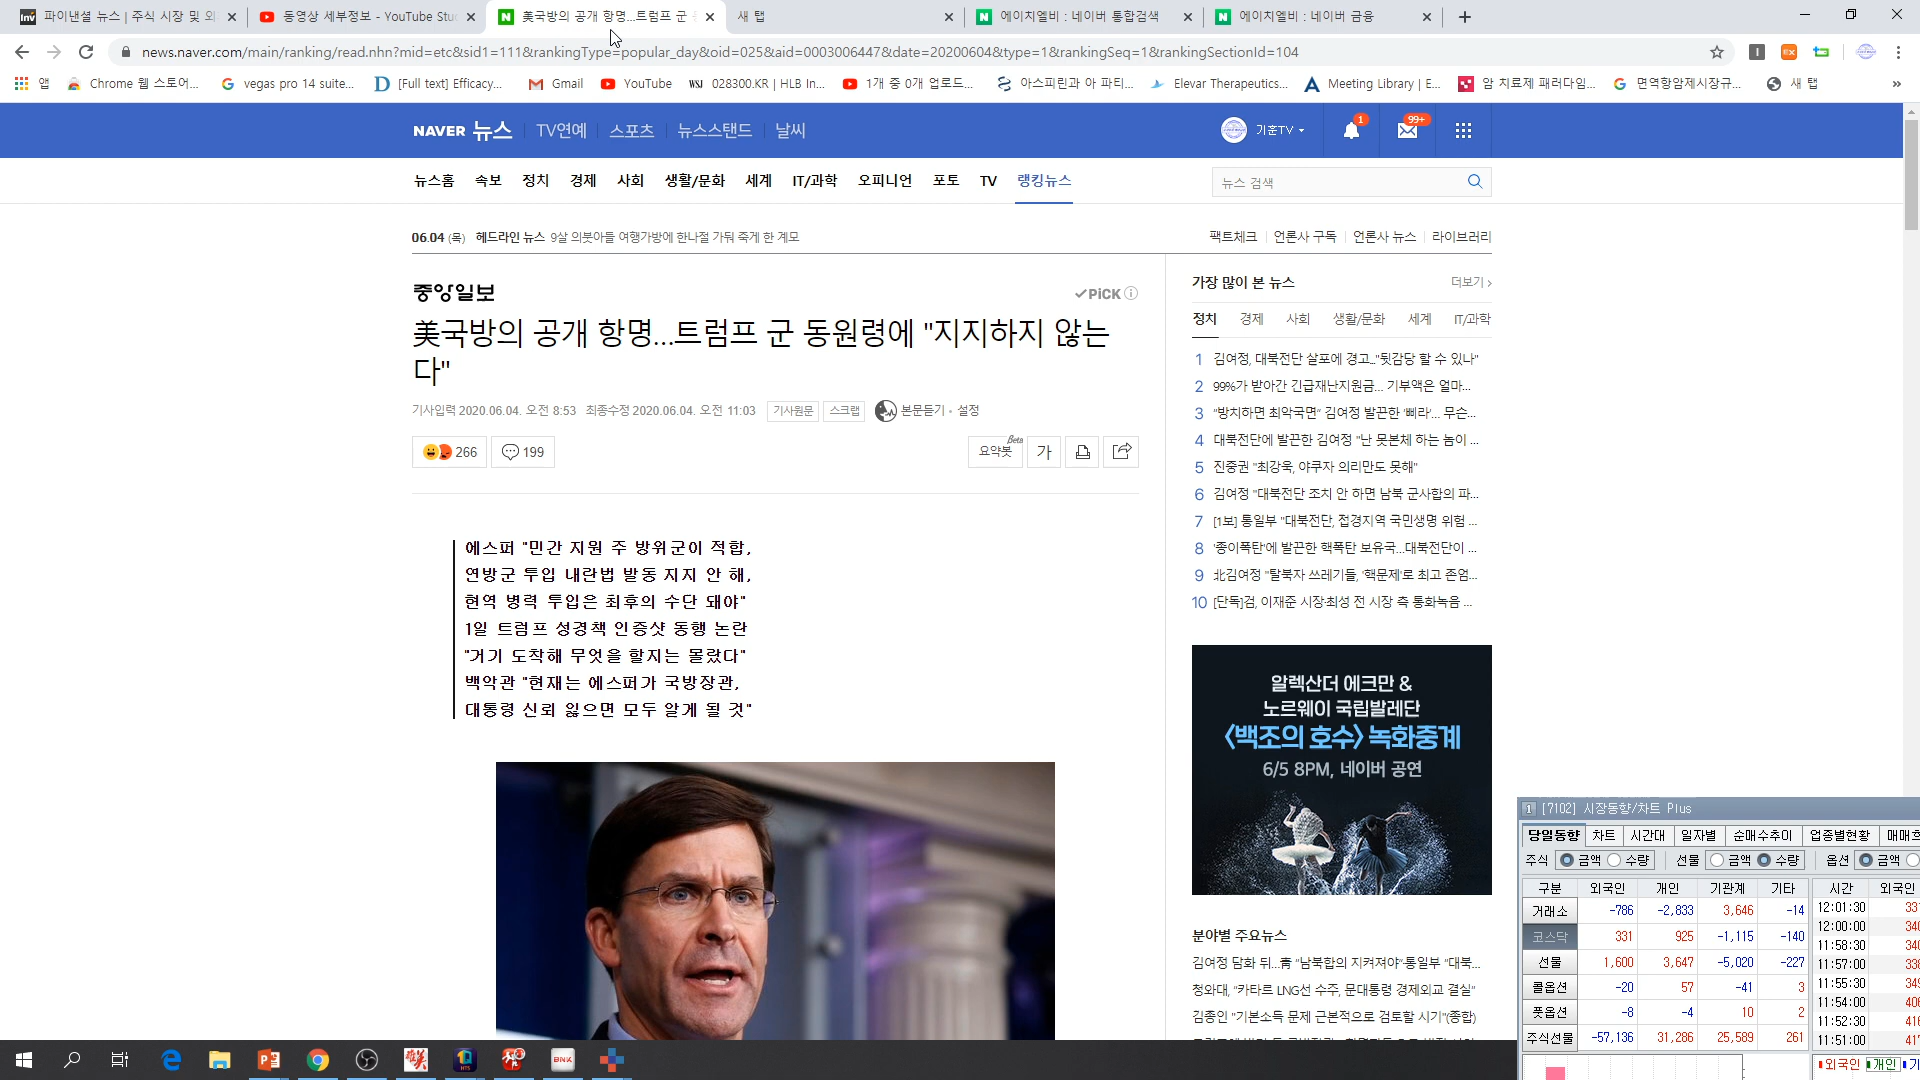 파이낸셜 뉴스 | 주식 시장 및 외
동영상 세부정보 - YouTube Stu
美국방의 공개 항명...트럼프 군
새 탭
에이치엘비 : 네이버 통합검색
에이치엘비 : 네이버 금융
news.naver.com/main/ranking/read.nhn?mid=etc&sid1=111&rankingType=popular_day&oid=025&aid=0003006447&date=20200604&type=1&rankingSeq=1&rankingSectionId=104
앱
Chrome 웹 스토어...
vegas pro 14 suite...
[Full text] Efficacy...
Gmail
YouTube
WSJ 028300.KR | HLB In...
1개 중 0개 업로드...
아스피린과 아 파티...
Elevar Therapeutics...
Meeting Library | E...
암 치료제 패러다임...
면역항암제시장규...
새 탭
NAVER 뉴스 TV연예 스포츠 뉴스스탠드 날씨
기훈TV
1
99+
뉴스홈 속보 정치 경제 사회 생활/문화 세계 IT/과학 오피니언 포토 TV 랭킹뉴스
뉴스 검색
06.04 (목) 헤드라인 뉴스 9살 의붓아들 여행가방에 한나절 가둬 죽게 한 계모
팩트체크 언론사 구독 언론사 뉴스 라이브러리
중앙일보
PiCK
美국방의 공개 항명...트럼프 군 동원령에 "지지하지 않는
다"
기사입력 2020.06.04. 오전 8:53 최종수정 2020.06.04. 오전 11:03 기사원문 스크랩 본문듣기 · 설정
266
199
요약봇 Beta
가
에스퍼 "민간 지원 주 방위군이 적합,
연방군 투입 내란법 발동 지지 안 해,
현역 병력 투입은 최후의 수단 돼야"
1일 트럼프 성경책 인증샷 동행 논란
"거기 도착해 무엇을 할지는 몰랐다"
백악관 "현재는 에스퍼가 국방장관,
대통령 신뢰 잃으면 모두 알게 될 것"
가장 많이 본 뉴스 더보기
정치 경제 사회 생활/문화 세계 IT/과학
1 김여정, 대북전단 살포에 경고..."뒷감당 할 수 있나"
2 99%가 받아간 긴급재난지원금... 기부액은 얼마...
3 "방치하면 최악국면" 김여정 발끈한 '삐라'... 무슨...
4 대북전단에 발끈한 김여정 "난 못본체 하는 놈이 ...
5 진중권 "최강욱, 야쿠자 의리만도 못해"
6 김여정 "대북전단 조치 안 하면 남북 군사합의 파...
7 [1보] 통일부 "대북전단, 접경지역 국민생명 위험 ...
8 '종이폭탄'에 발끈한 핵폭탄 보유국...대북전단이 ...
9 北김여정 "탈북자 쓰레기들, '핵문제'로 최고 존엄...
10 [단독]검, 이재준 시장·최성 전 시장 측 통화녹음 ...
알렉산더 에크만 &
노르웨이 국립발레단
〈백조의 호수〉 녹화중계
6/5 8PM, 네이버 공연
분야별 주요뉴스
김여정 담화 뒤...靑 "남북합의 지켜져야"·통일부 "대북...
청와대, "카타르 LNG선 수주, 문대통령 경제외교 결실"
김종인 "기본소득 문제 근본적으로 검토할 시기"(종합)
1 [7102] 시장동향/차트 Plus
당일동향 차트 시간대 일자별 순매수추이 업종별현황 매매흐
주식 금액 수량 선물 금액 수량 옵션 금액
구분 외국인 개인 기관계 기타
거래소 -786 -2,833 3,646 -14
코스닥 331 925 -1,115 -140
선물 1,600 3,647 -5,020 -227
콜옵션 -20 57 -41 3
풋옵션 -8 -4 10 2
주식선물 -57,136 31,286 25,589 261
시간 외국인
12:01:30
12:00:00
11:58:30
11:57:00
11:55:30
11:54:00
11:52:30
11:51:00
외국인 개인